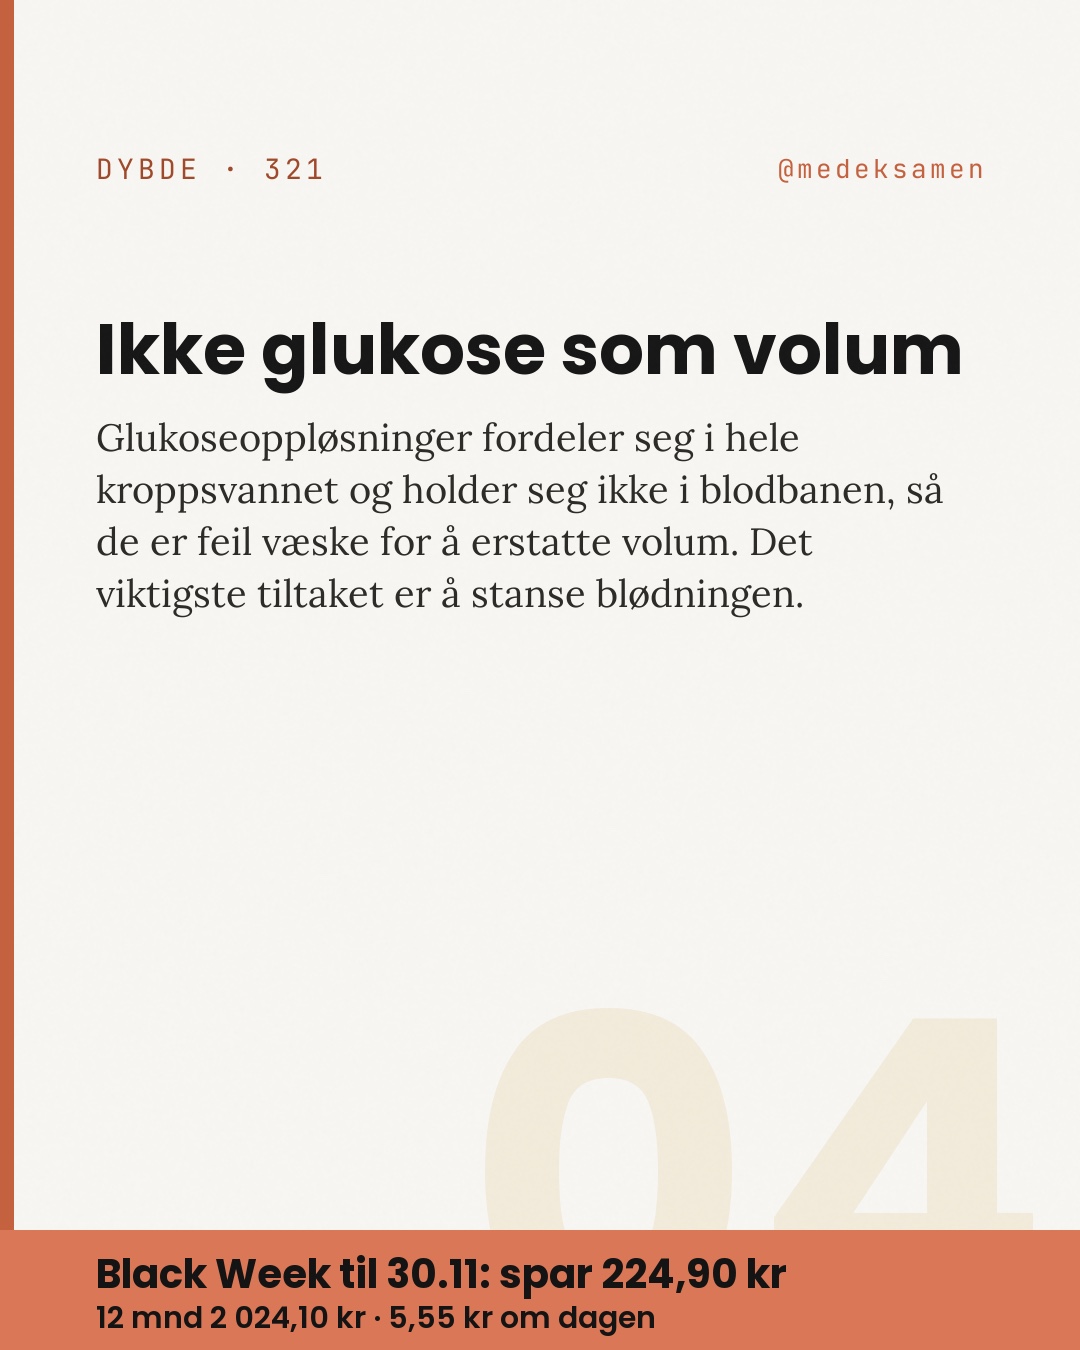 DYBDE · 321
@medeksamen
Ikke glukose som volum
Glukoseoppløsninger fordeler seg i hele
kroppsvannet og holder seg ikke i blodbanen, så
de er feil væske for å erstatte volum. Det
viktigste tiltaket er å stanse blødningen.
04
Black Week til 30.11: spar 224,90 kr
12 mnd 2 024,10 kr · 5,55 kr om dagen